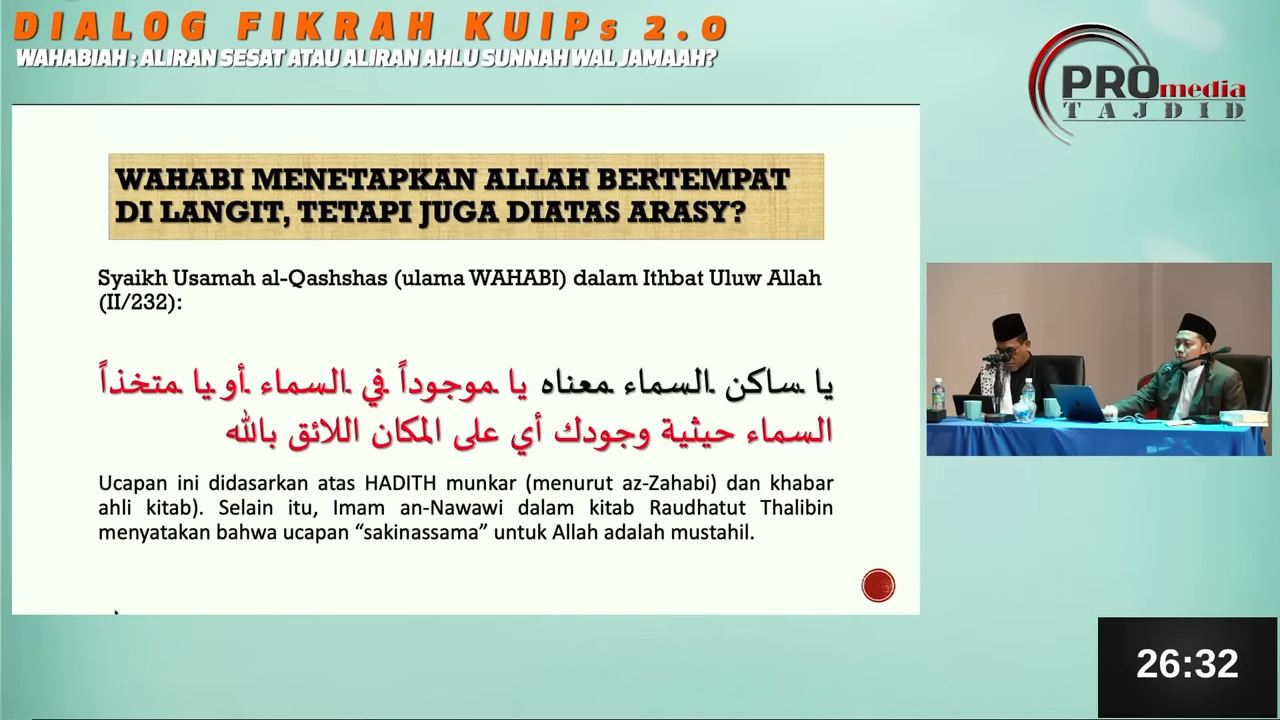 DIALOG FIKRAH KUIPs 2.0
WAHABIAH : ALIRAN SESAT ATAU ALIRAN AHLU SUNNAH WAL JAMAAH?
PROmedia
TAJDID
WAHABI MENETAPKAN ALLAH BERTEMPAT
DI LANGIT, TETAPI JUGA DIATAS ARASY?
Syaikh Usamah al-Qashshas (ulama WAHABI) dalam Ithbat Uluw Allah
(II/232):
يا ساكن السماء معناه يا موجوداً في السماء أو يا متخذاً
السماء حيثية وجودك أي على المكان اللائق بالله
Ucapan ini didasarkan atas HADITH munkar (menurut az-Zahabi) dan khabar
ahli kitab). Selain itu, Imam an-Nawawi dalam kitab Raudhatut Thalibin
menyatakan bahwa ucapan “sakinassama” untuk Allah adalah mustahil.
26:32